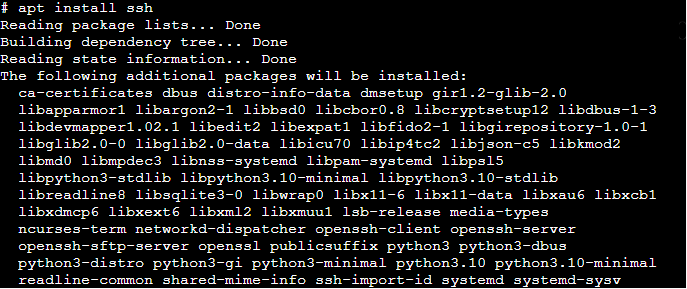 # apt install ssh
Reading package lists... Done
Building dependency tree... Done
Reading state information... Done
The following additional packages will be installed:
ca-certificates dbus distro-info-data dmsetup gir1.2-glib-2.0
libapparmor1 libargon2-1 libbsd0 libcbor0.8 libcryptsetup12 libdbus-1-3
libdevmapper1.02.1 libedit2 libexpat1 libfido2-1 libgirepository-1.0-1
libglib2.0-0 libglib2.0-data libicu70 libip4tc2 libjson-c5 libkmod2
libmd0 libmpdec3 libnss-systemd libpam-systemd libpsl5
libpython3-stdlib libpython3.10-minimal libpython3.10-stdlib
libreadline8 libsqlite3-0 libwrap0 libx11-6 libx11-data libxau6 libxcb1
libxdmcp6 libxext6 libxml2 libxmuu1 lsb-release media-types
ncurses-term networkd-dispatcher openssh-client openssh-server
openssh-sftp-server openssl publicsuffix python3 python3-dbus
python3-distro python3-gi python3-minimal python3.10 python3.10-minimal
readline-common shared-mime-info ssh-import-id systemd systemd-sysv